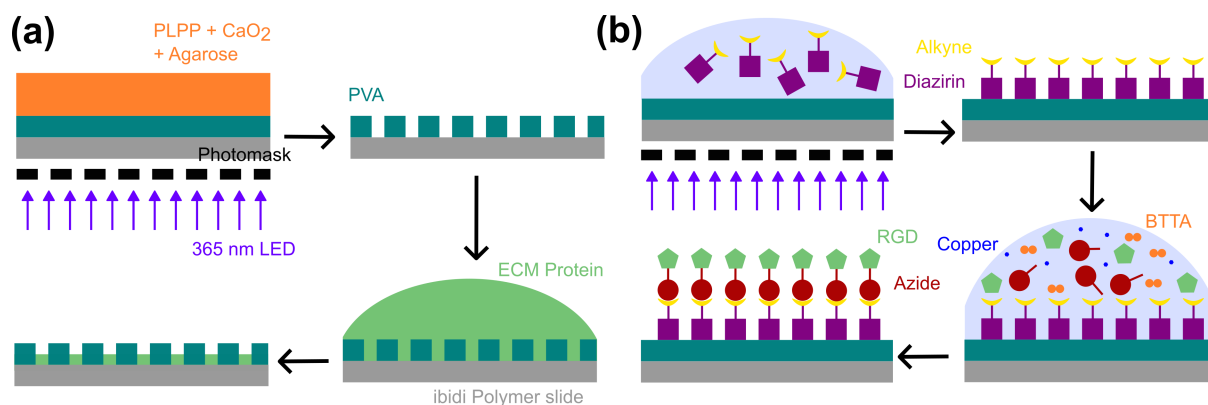 (a)
PLPP + CaO₂
+ Agarose
Photomask
365 nm LED
PVA
ECM Protein
ibidi Polymer slide
(b)
Alkyne
Diazirin
RGD
Azide
Copper
BTTA